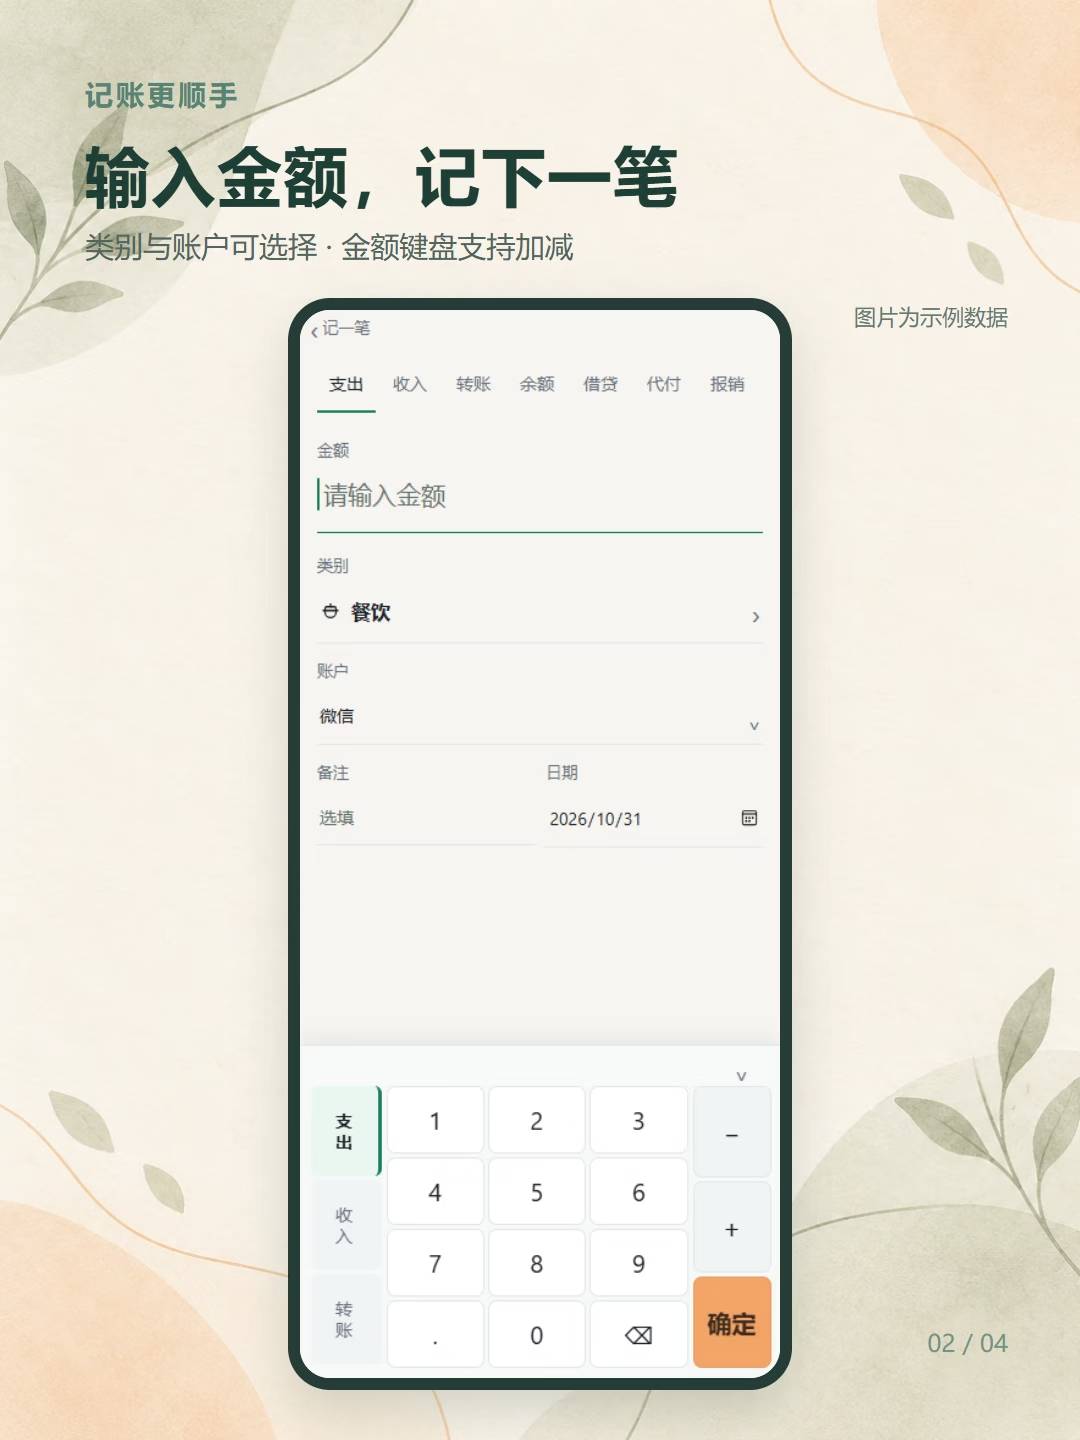 记账更顺手
输入金额，记下一笔
类别与账户可选择 · 金额键盘支持加减
图片为示例数据
‹ 记一笔
支出 收入 转账 余额 借贷 代付 报销
金额
请输入金额
类别
餐饮 ›
账户
微信
备注 日期
选填 2026/10/31
支出 1 2 3 −
收入 4 5 6 +
7 8 9
转账 . 0 ⌫ 确定
02 / 04